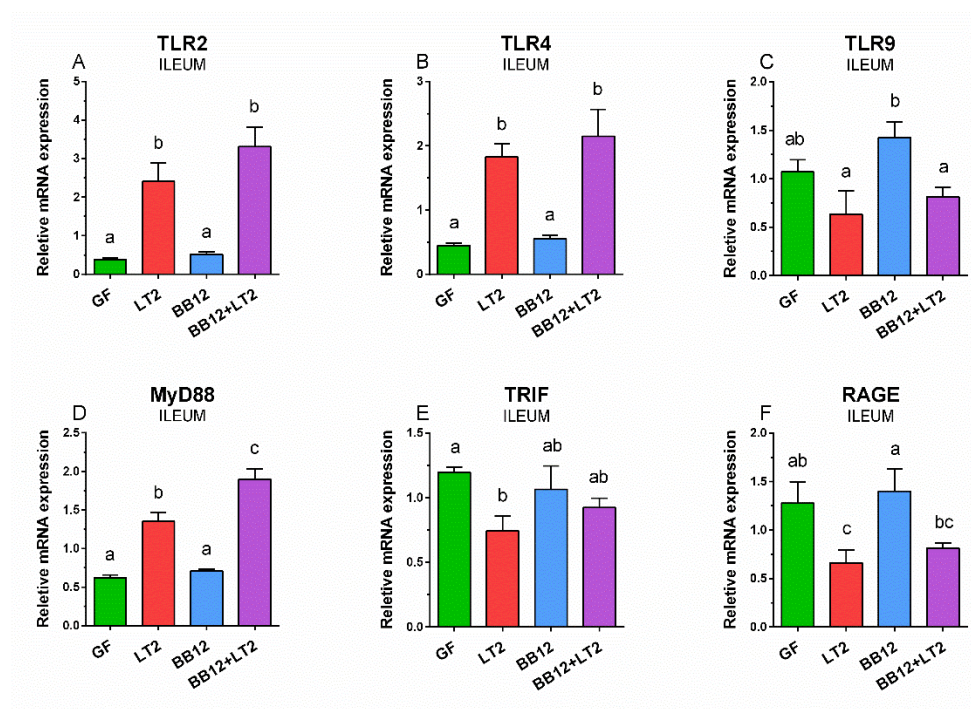 A
TLR2
ILEUM
Reletive mRNA expression
5
4
3
2
1
0
a
b
a
b
GF
LT2
BB12
BB12+LT2
B
TLR4
ILEUM
Reletive mRNA expression
3
2
1
0
a
b
a
b
GF
LT2
BB12
BB12+LT2
C
TLR9
ILEUM
Reletive mRNA expression
2.0
1.5
1.0
0.5
0.0
ab
a
b
a
GF
LT2
BB12
BB12+LT2
D
MyD88
ILEUM
Reletive mRNA expression
2.5
2.0
1.5
1.0
0.5
0.0
a
b
a
c
GF
LT2
BB12
BB12+LT2
E
TRIF
ILEUM
Reletive mRNA expression
1.5
1.0
0.5
0.0
a
b
ab
ab
GF
LT2
BB12
BB12+LT2
F
RAGE
ILEUM
Reletive mRNA expression
2.0
1.5
1.0
0.5
0.0
ab
c
a
bc
GF
LT2
BB12
BB12+LT2